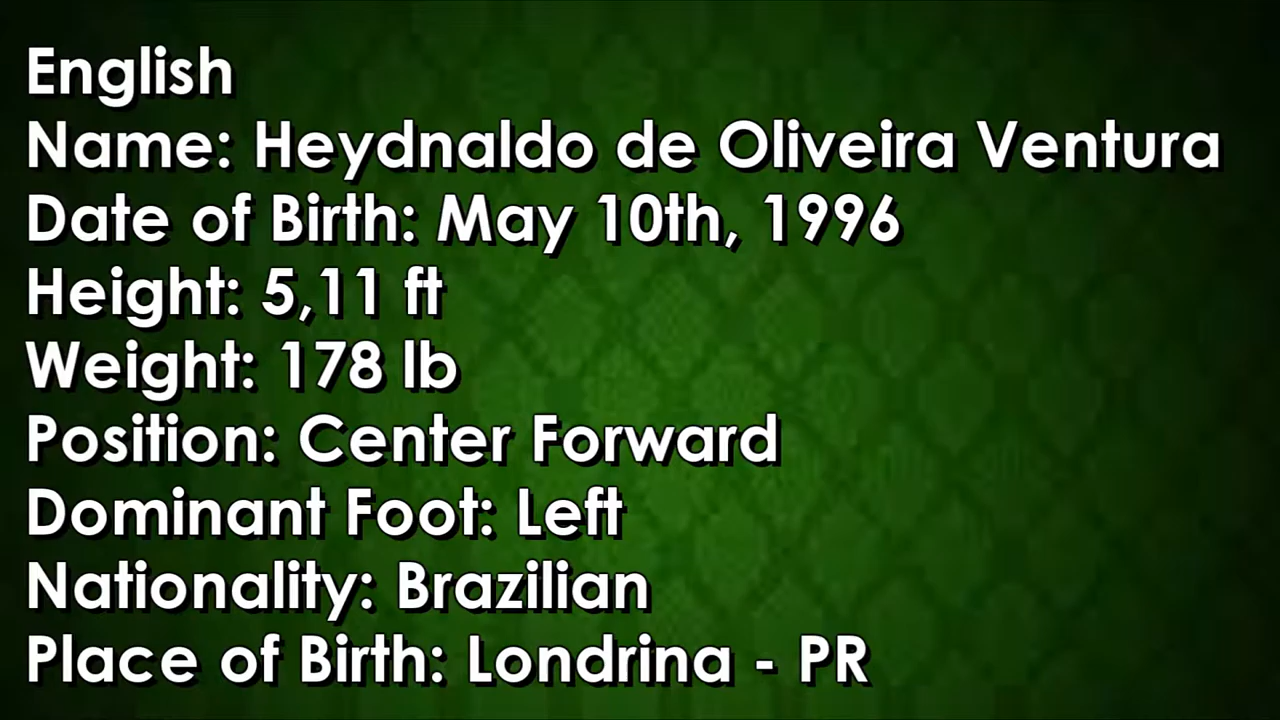 English
Name: Heydnaldo de Oliveira Ventura
Date of Birth: May 10th, 1996
Height: 5,11 ft
Weight: 178 lb
Position: Center Forward
Dominant Foot: Left
Nationality: Brazilian
Place of Birth: Londrina - PR